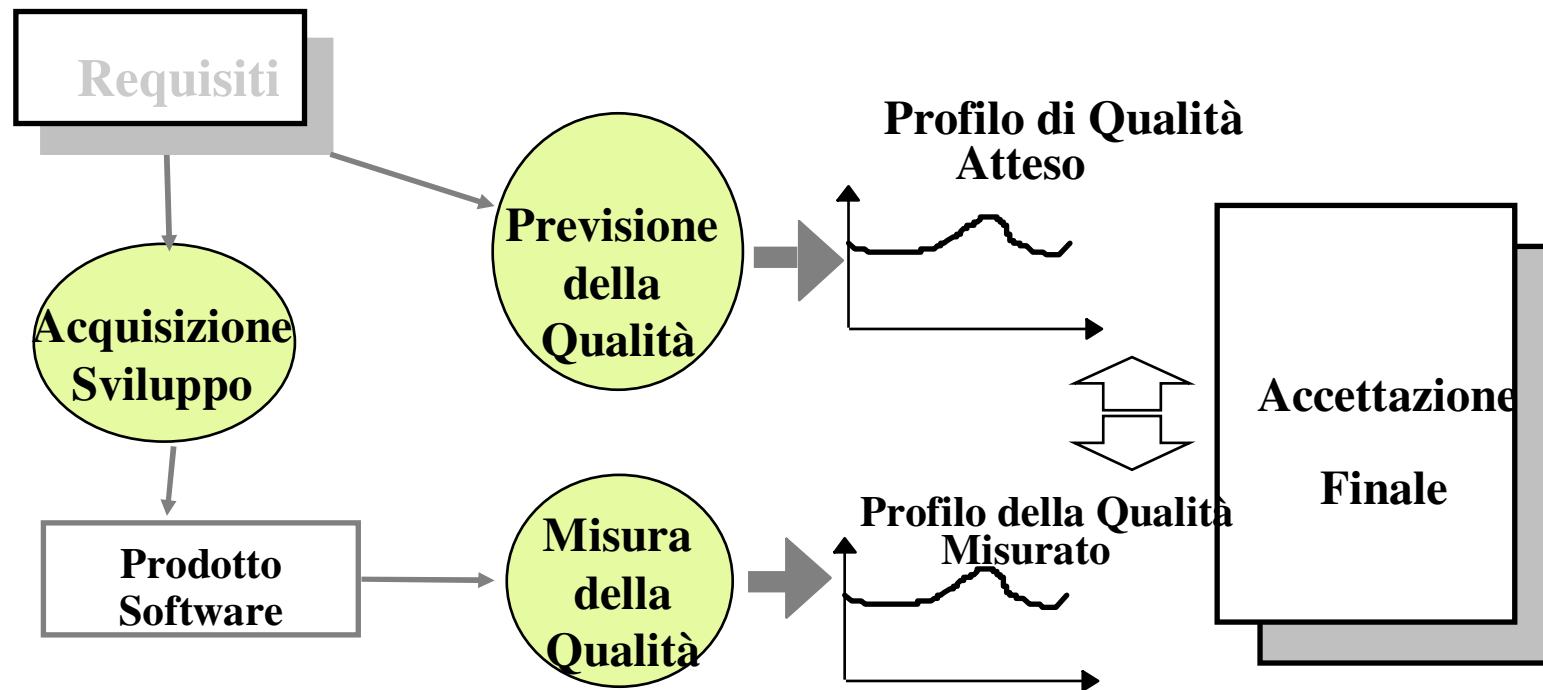 Requisiti
Profilo di Qualità
Atteso
Previsione
della
Qualità
Acquisizione
Sviluppo
Accettazione
Finale
Profilo della Qualità
Misurato
Misura
della
Qualità
Prodotto
Software